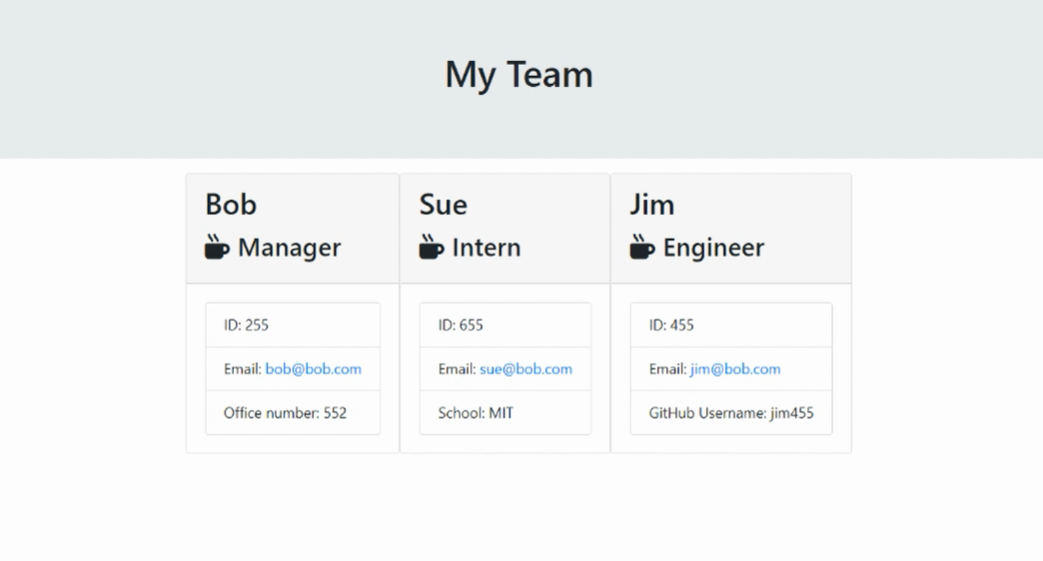 My Team
Bob
Manager
ID: 255
Email: bob@bob.com
Office number: 552
Sue
Intern
ID: 655
Email: sue@bob.com
School: MIT
Jim
Engineer
ID: 455
Email: jim@bob.com
GitHub Username: jim455